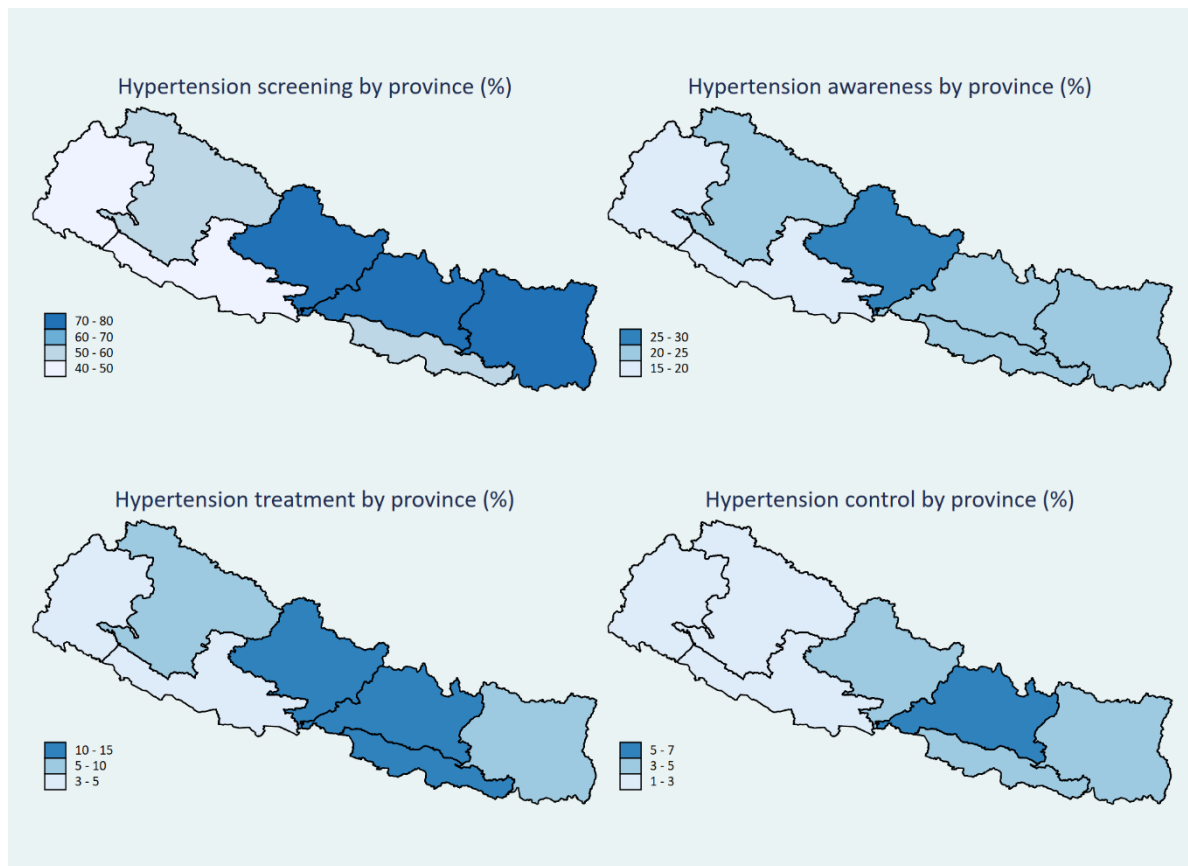 Hypertension screening by province (%)
70 - 80
60 - 70
50 - 60
40 - 50
Hypertension awareness by province (%)
25 - 30
20 - 25
15 - 20
Hypertension treatment by province (%)
10 - 15
5 - 10
3 - 5
Hypertension control by province (%)
5 - 7
3 - 5
1 - 3